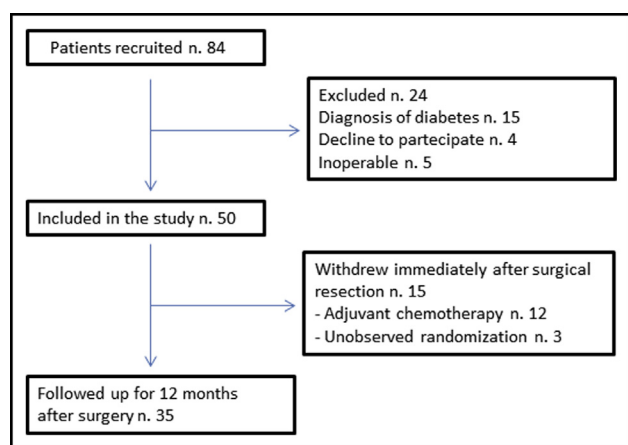 Patients recruited n. 84
Excluded n. 24
Diagnosis of diabetes n. 15
Decline to partecipate n. 4
Inoperable n. 5
Included in the study n. 50
Withdrew immediately after surgical
resection n. 15
- Adjuvant chemotherapy n. 12
- Unobserved randomization n. 3
Followed up for 12 months
after surgery n. 35